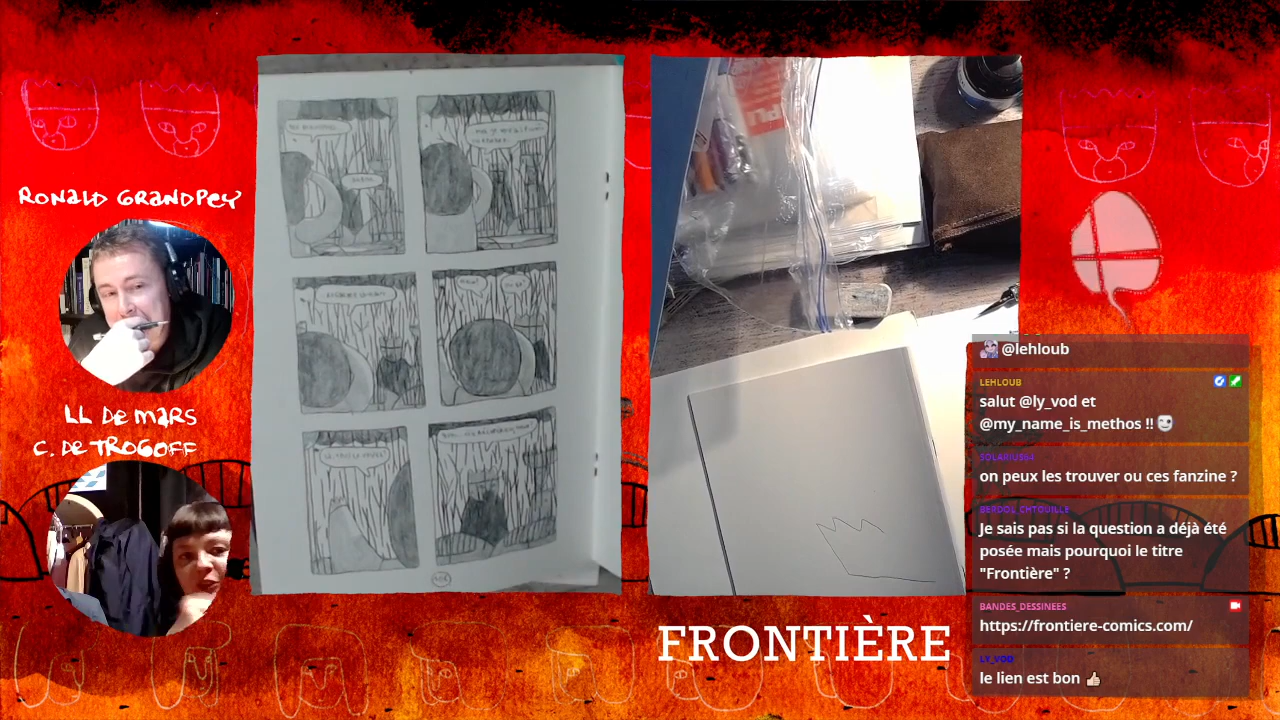 RONALD GRANDPEY
LL DE MARS
C. DE TROGOFF
FRONTIÈRE
@lehloub
LEHLOUB
salut @ly_vod et
@my_name_is_methos !!
on peux les trouver ou ces fanzine ?
BERDOL_CHTOUILLE
Je sais pas si la question a déjà été
posée mais pourquoi le titre
"Frontière" ?
BANDES_DESSINEES
https://frontiere-comics.com/
LY_VOD
le lien est bon